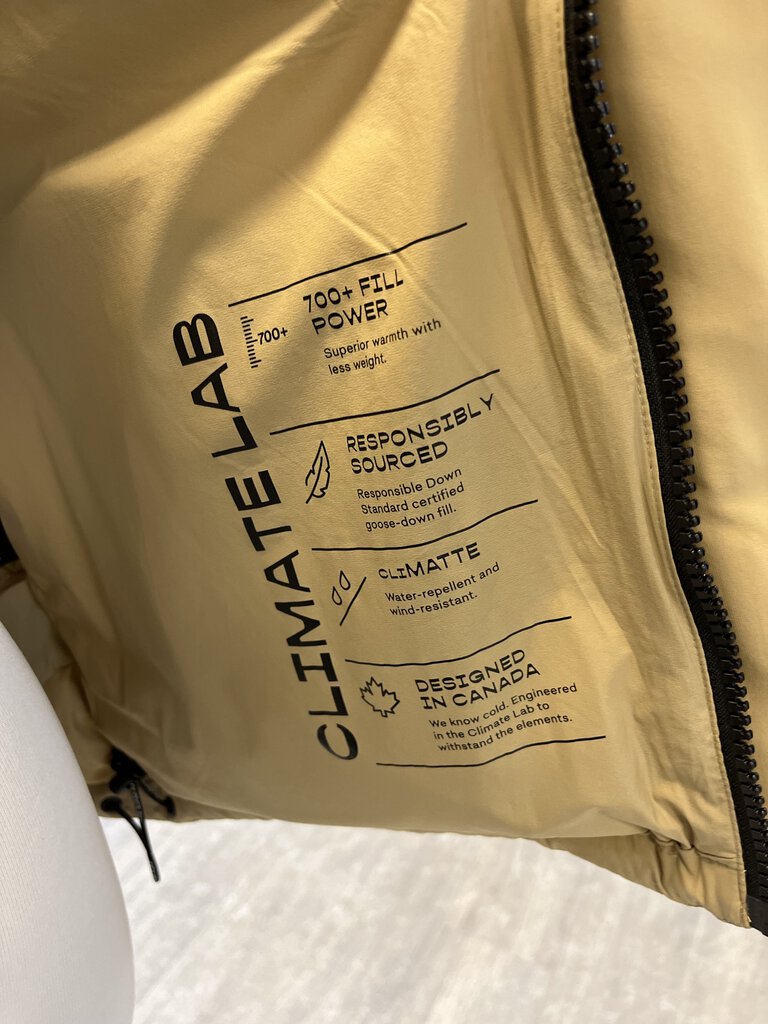 CLIMATE LAB
700+
700+ FILL
POWER
Superior warmth with
less weight.
RESPONSIBLY
SOURCED
Responsible Down
Standard certified
goose-down fill.
CLIMATTE
Water-repellent and
wind-resistant.
DESIGNED
IN CANADA
We know cold. Engineered
in the Climate Lab to
withstand the elements.